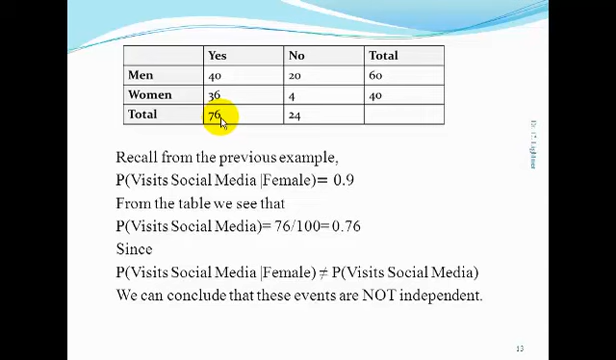 Yes No Total
Men 40 20 60
Women 36 4 40
Total 76 24
Recall from the previous example,
P(Visits Social Media |Female)= 0.9
From the table we see that
P(Visits Social Media)= 76/100= 0.76
Since
P(Visits Social Media |Female) ≠ P(Visits Social Media)
We can conclude that these events are NOT independent.
13